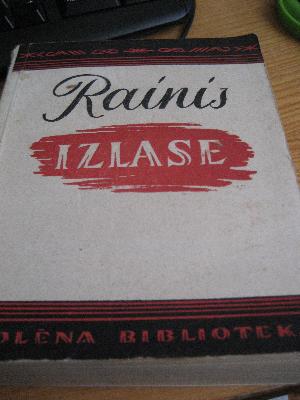 Rainis
IZLASE
OLĒNA BIBLIOTEK